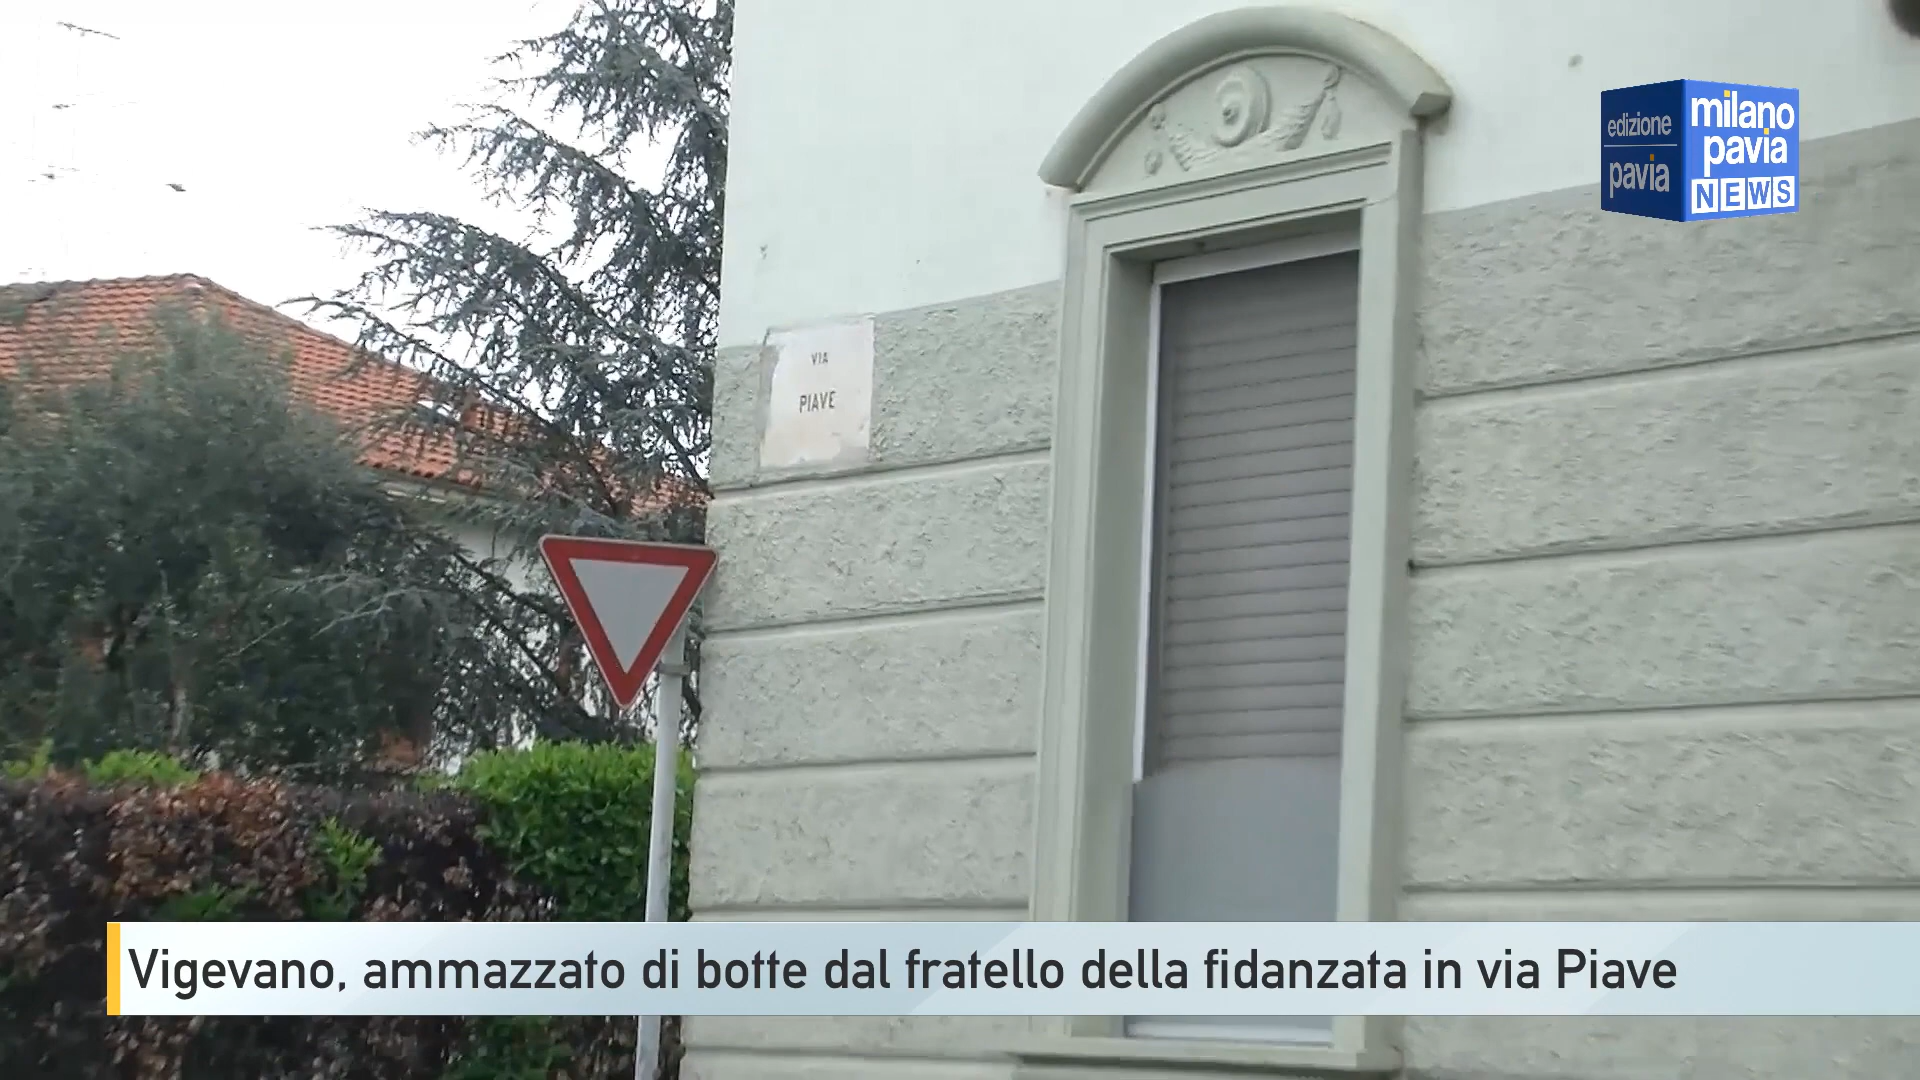 edizione
pavia
milano
pavia
NEWS
VIA
PIAVE
Vigevano, ammazzato di botte dal fratello della fidanzata in via Piave